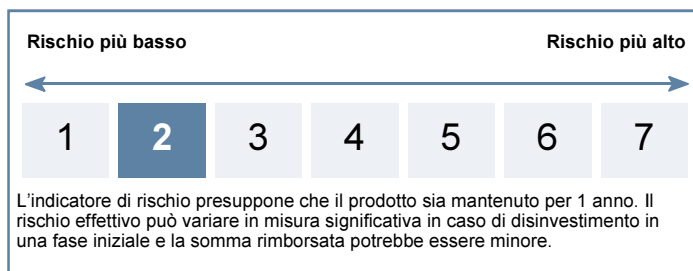 Rischio più basso Rischio più alto
1 2 3 4 5 6 7
L'indicatore di rischio presuppone che il prodotto sia mantenuto per 1 anno. Il
rischio effettivo può variare in misura significativa in caso di disinvestimento in
una fase iniziale e la somma rimborsata potrebbe essere minore.